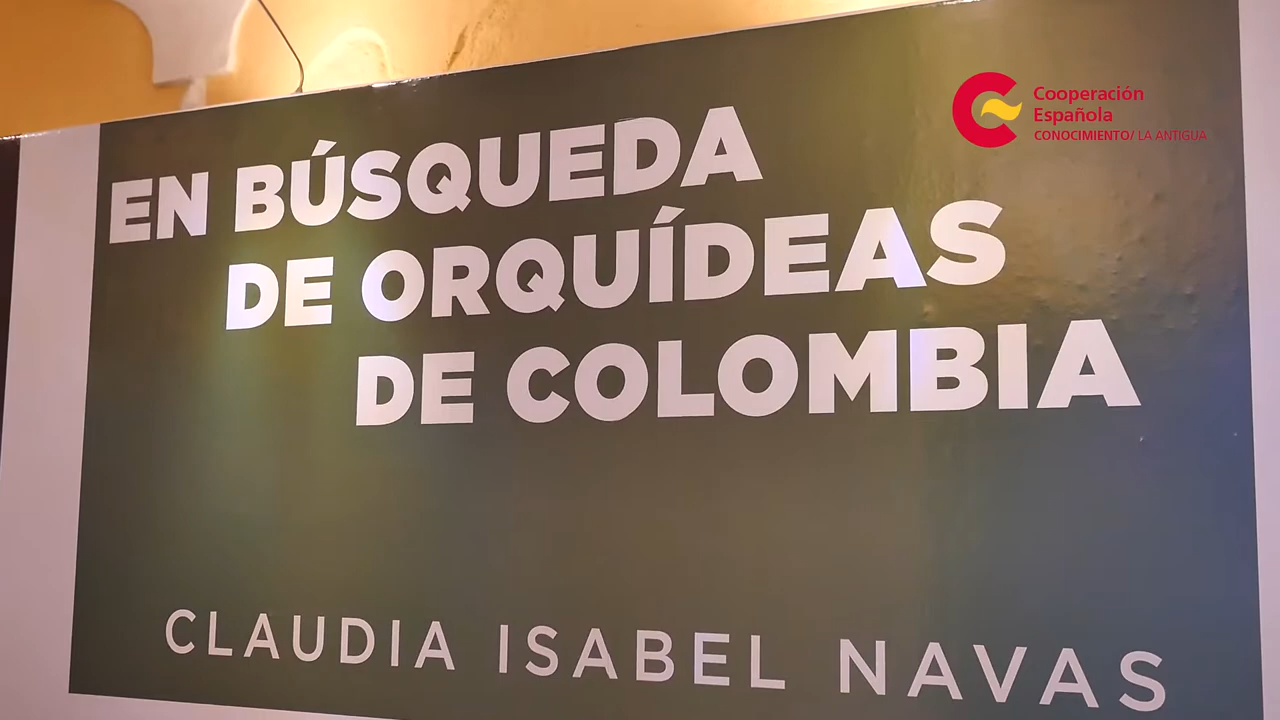 EN BÚSQUEDA
DE ORQUÍDEAS
DE COLOMBIA
CLAUDIA ISABEL NAVAS
Cooperación
Española
CONOCIMIENTO/ LA ANTIGUA